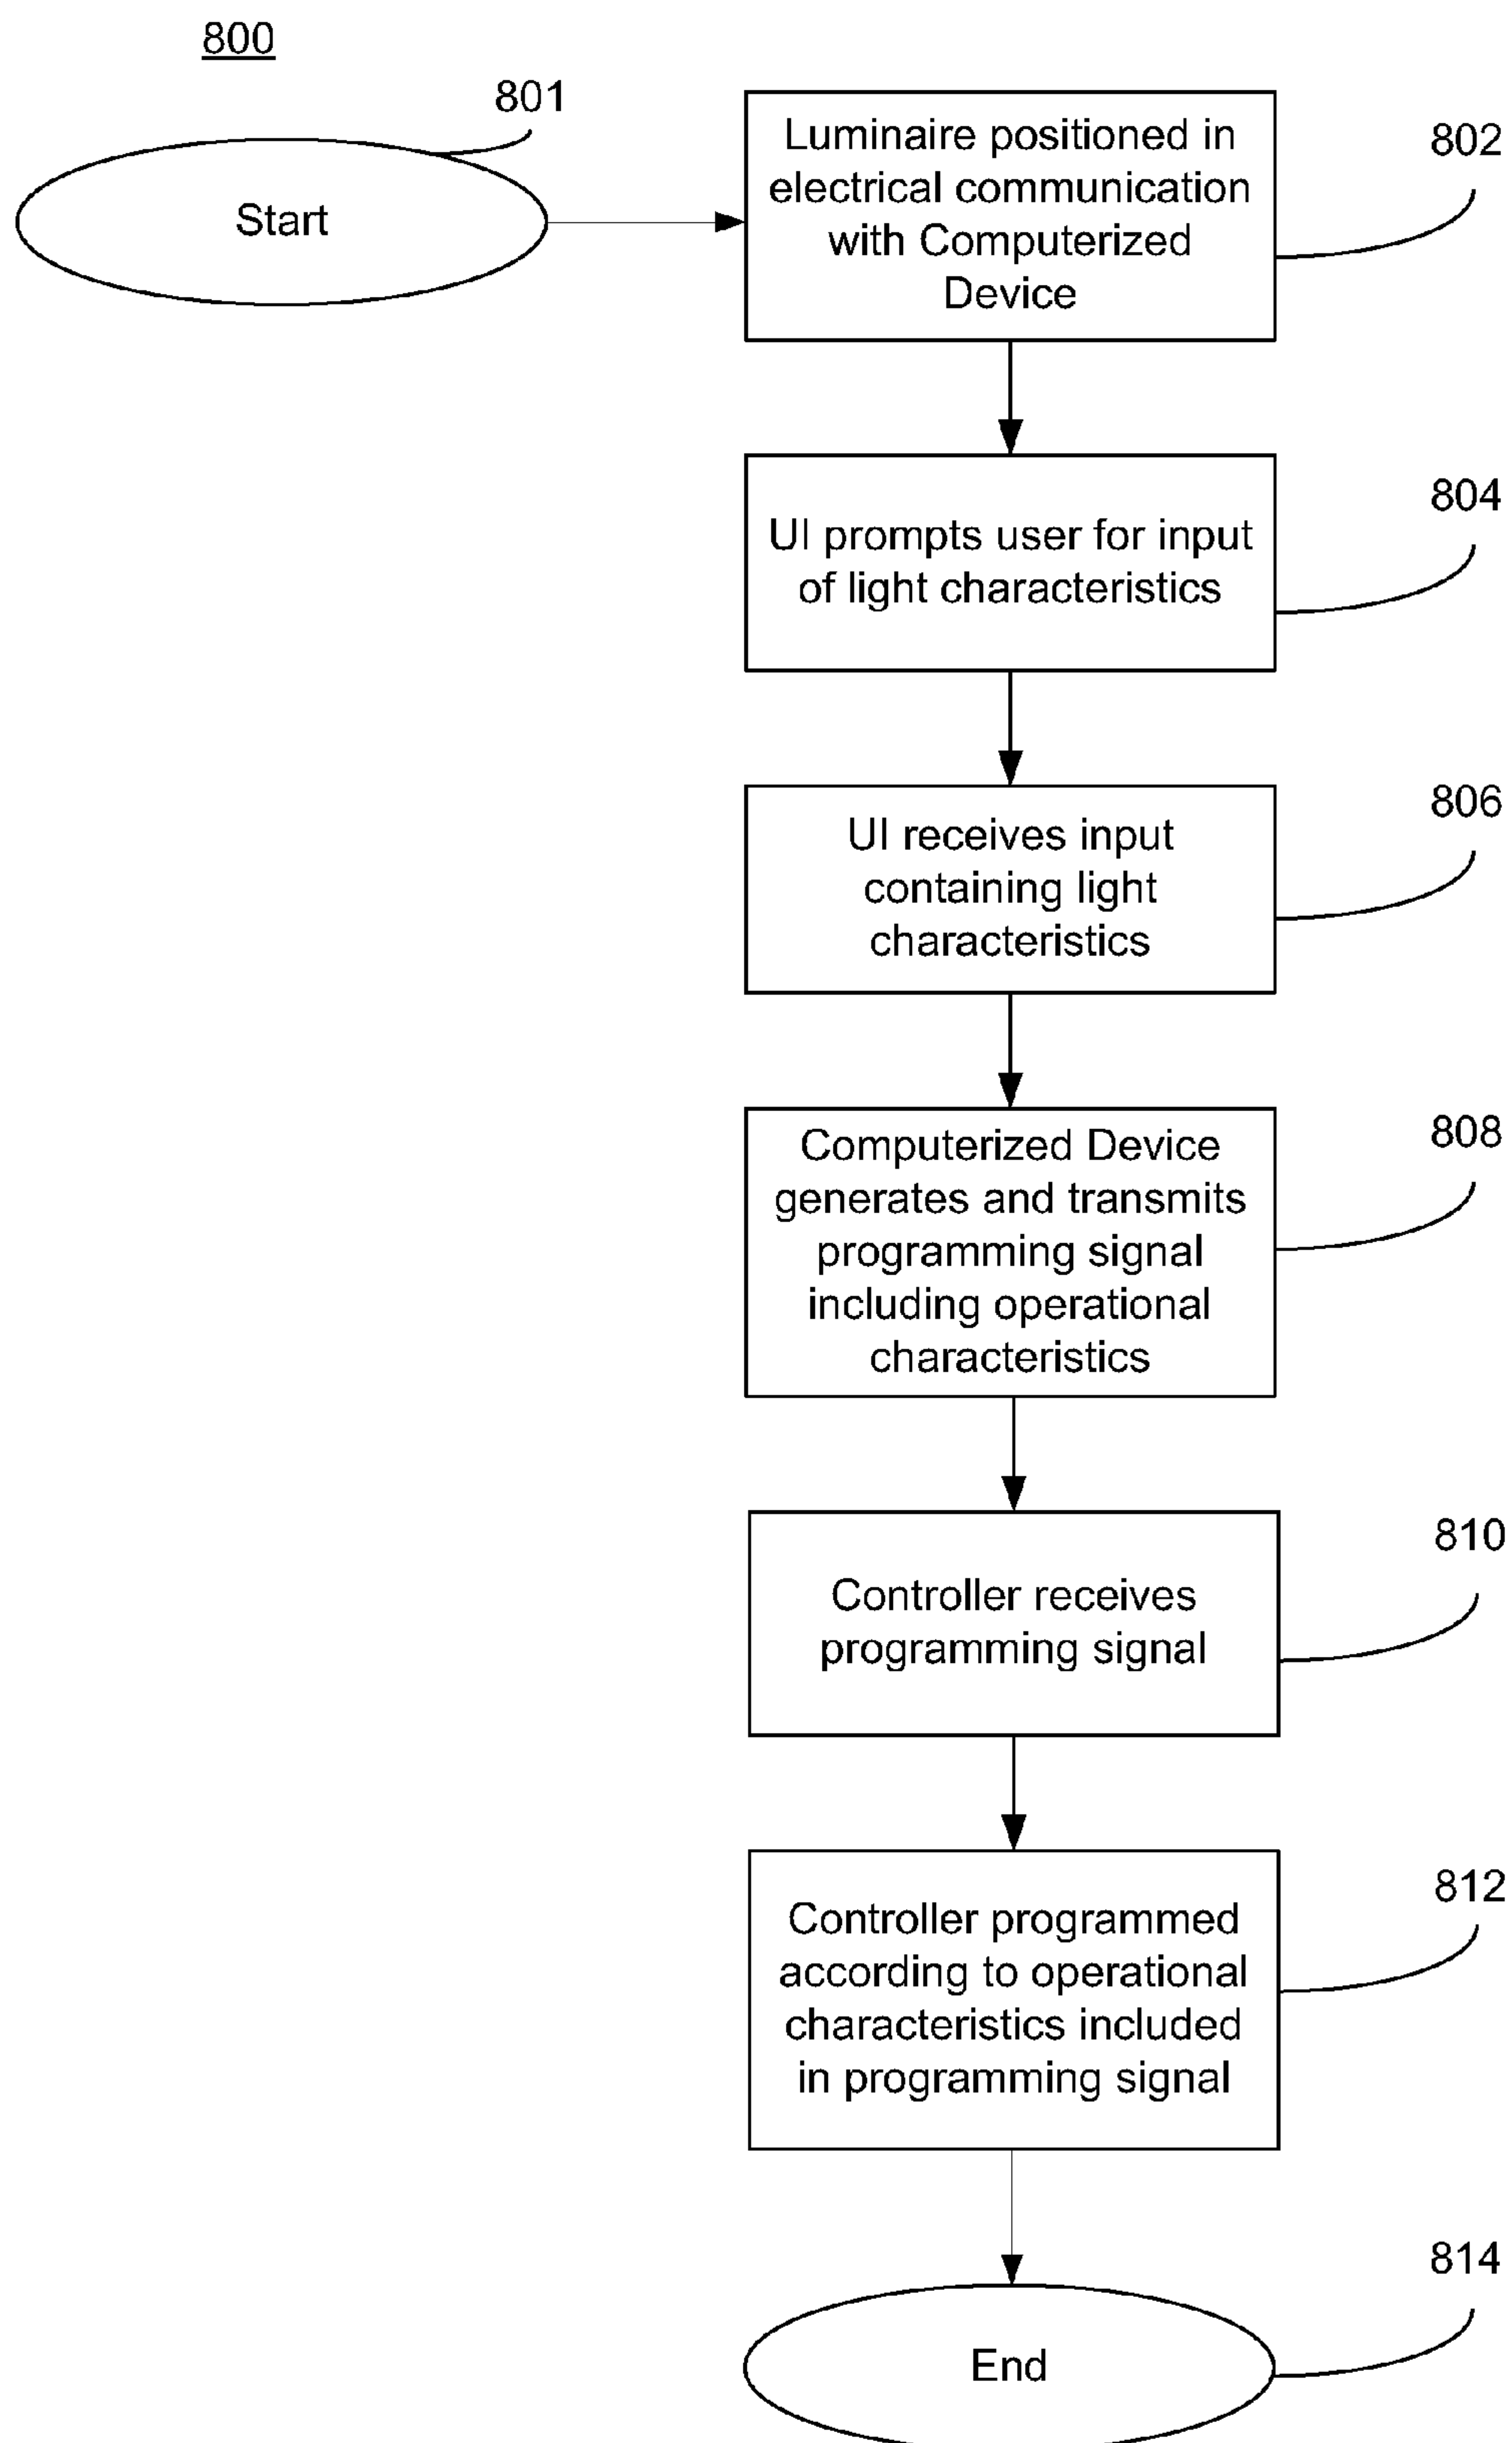 800
801
Start
Luminaire positioned in
electrical communication
with Computerized
Device
802
UI prompts user for input
of light characteristics
804
UI receives input
containing light
characteristics
806
Computerized Device
generates and transmits
programming signal
including operational
characteristics
808
Controller receives
programming signal
810
Controller programmed
according to operational
characteristics included
in programming signal
812
End
814